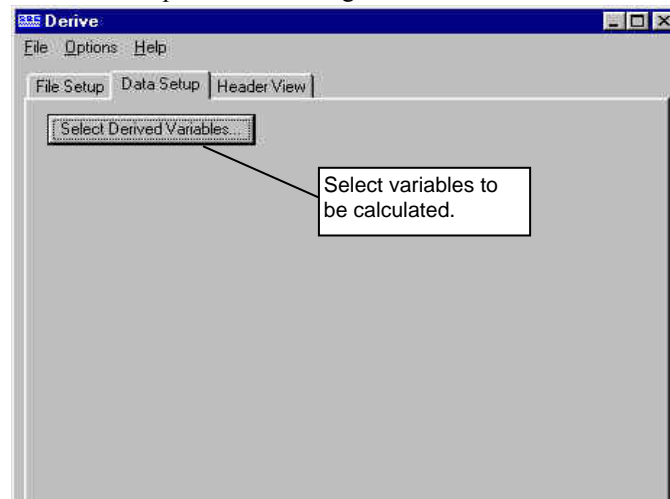 Derive
File Options Help
File Setup Data Setup Header View
Select Derived Variables...
Select variables to
be calculated.